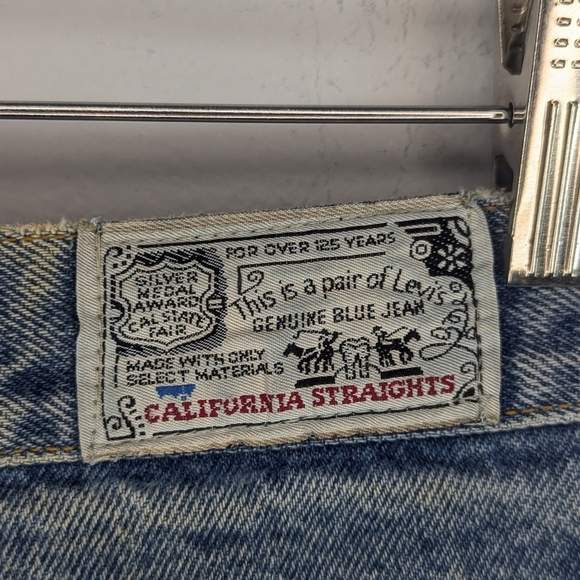 SILVER
MEDAL
AWARD
CAL STATE
FAIR
MADE WITH ONLY
SELECT MATERIALS
FOR OVER 125 YEARS
This is a pair of Levi's
GENUINE BLUE JEAN
CALIFORNIA STRAIGHTS